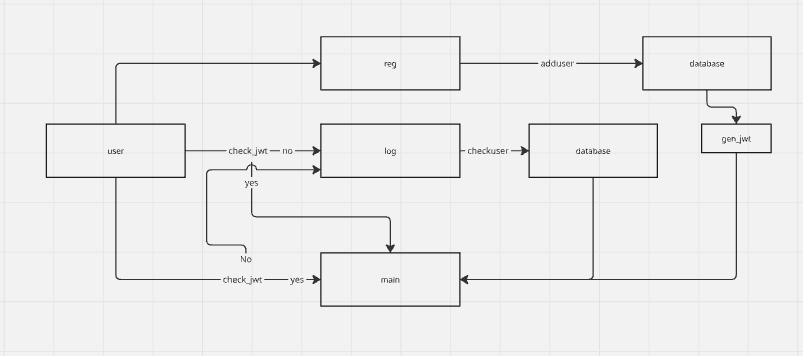 reg
adduser
database
user
check_jwt
no
log
checkuser
database
gen_jwt
yes
No
check_jwt
yes
main